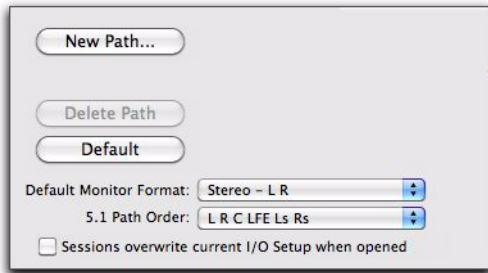 New Path...
Delete Path
Default
Default Monitor Format: Stereo – L R
5.1 Path Order: L R C LFE Ls Rs
Sessions overwrite current I/O Setup when opened